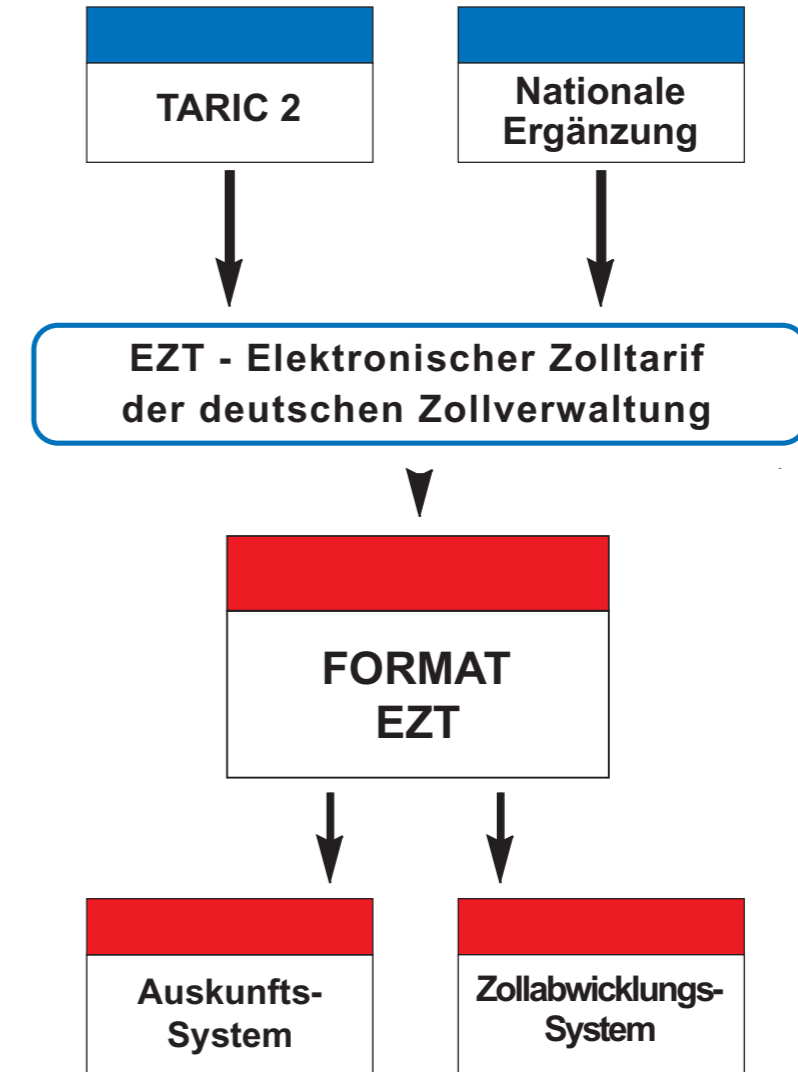 TARIC 2
Nationale
Ergänzung
EZT - Elektronischer Zolltarif
der deutschen Zollverwaltung
FORMAT
EZT
Auskunfts-
System
Zollabwicklungs-
System